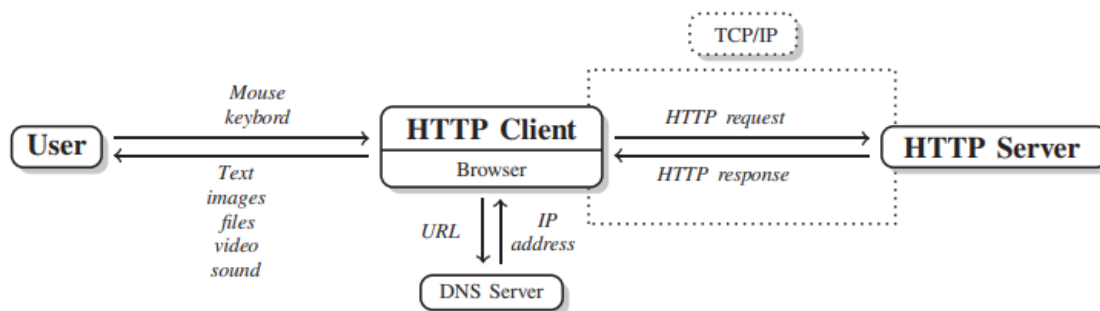 TCP/IP
Mouse
keybord
User
HTTP Client
Browser
HTTP request
HTTP response
HTTP Server
Text
images
files
video
sound
URL
IP
address
DNS Server